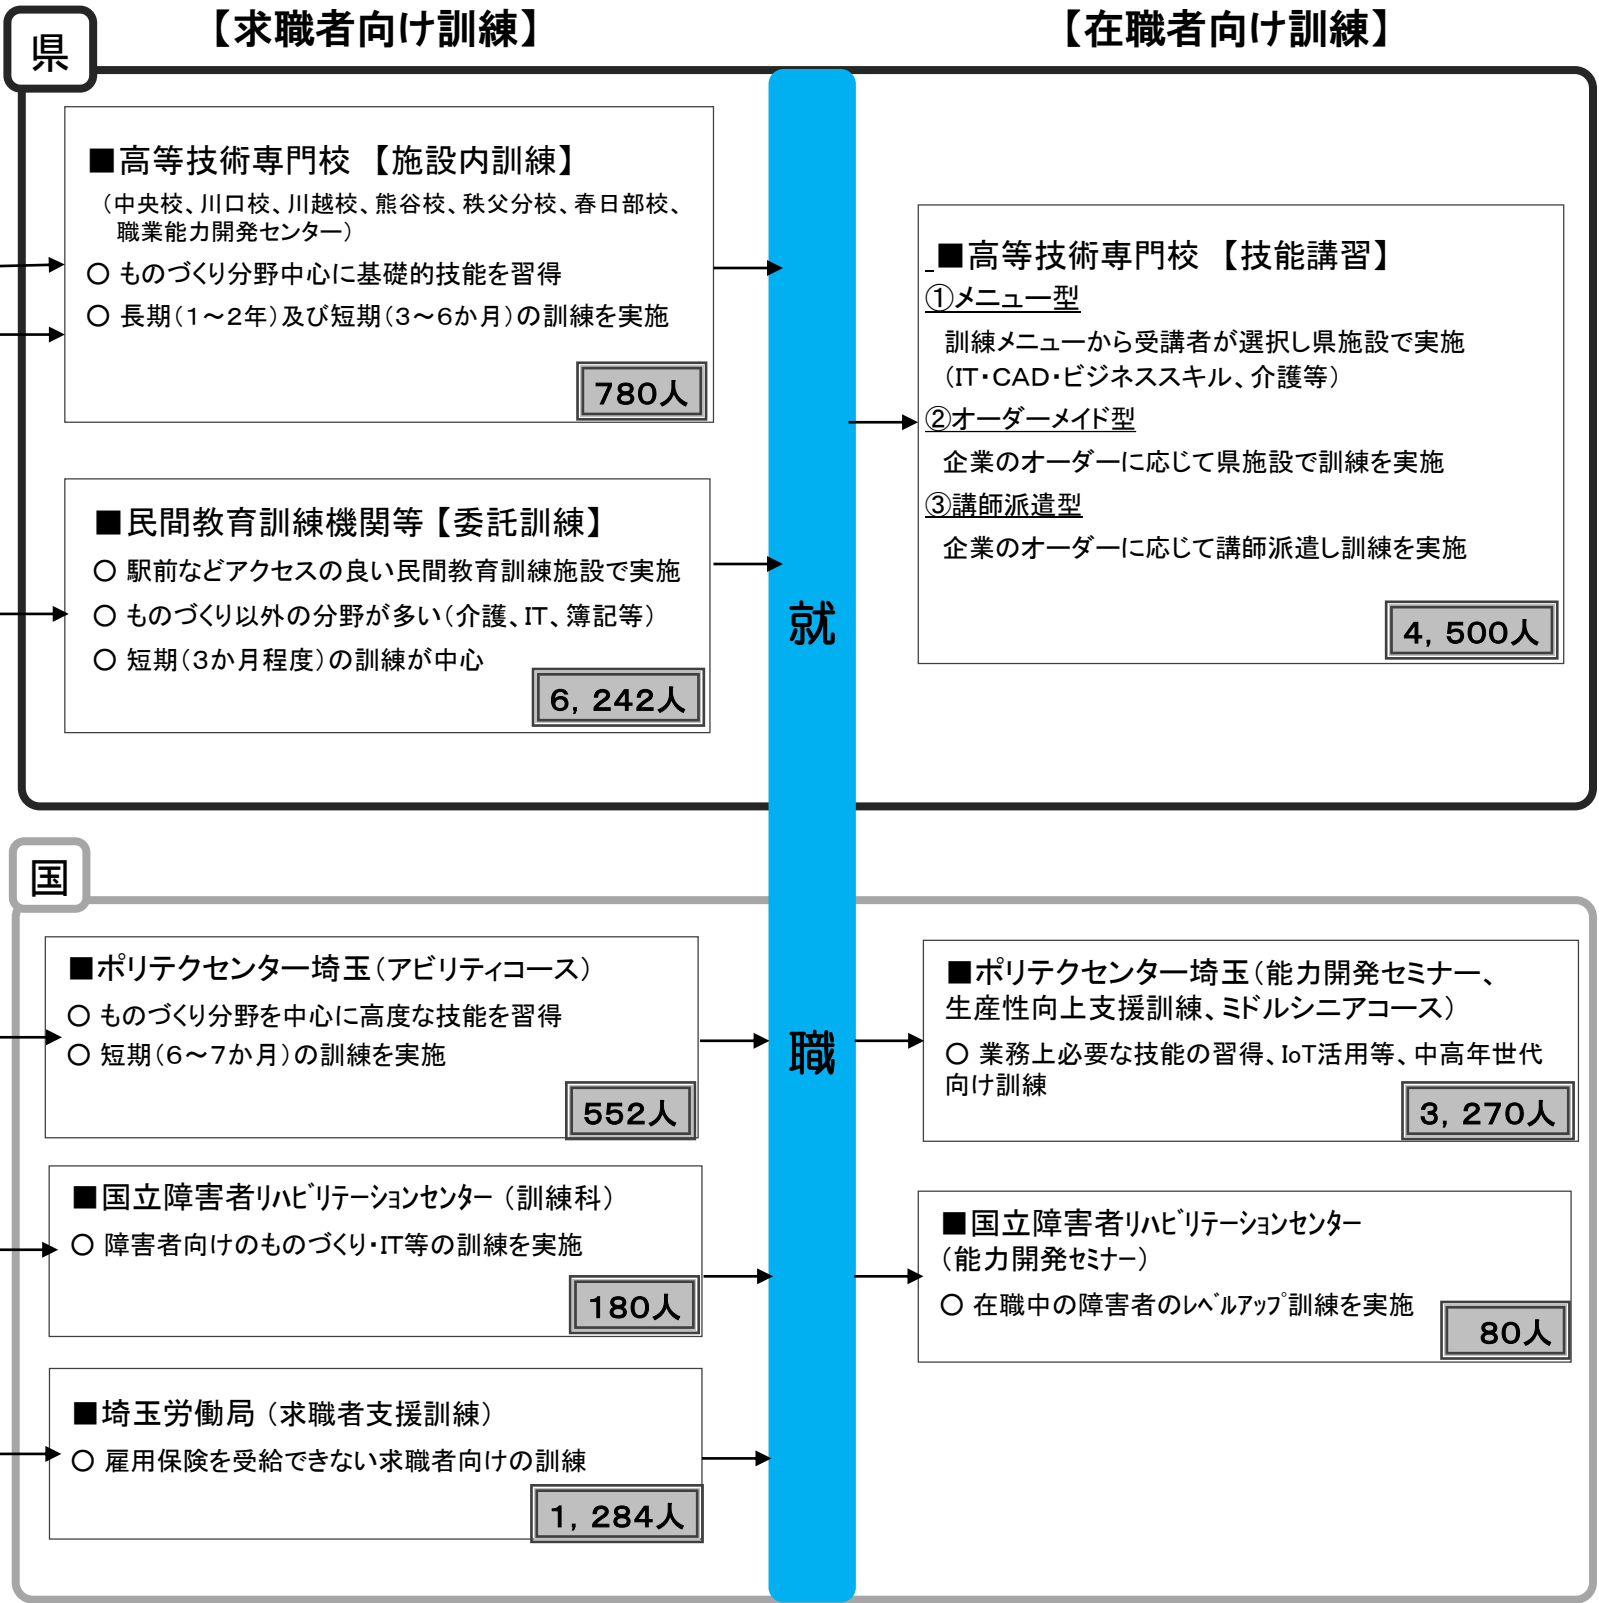 【求職者向け訓練】
【在職者向け訓練】
県
■高等技術専門校 【施設内訓練】
（中央校、川口校、川越校、熊谷校、秩父分校、春日部校、
職業能力開発センター）
○ ものづくり分野中心に基礎的技能を習得
○ 長期（１～２年）及び短期（３～６か月）の訓練を実施
780人
■民間教育訓練機関等【委託訓練】
○ 駅前などアクセスの良い民間教育訓練施設で実施
○ ものづくり以外の分野が多い（介護、IT、簿記等）
○ 短期（３か月程度）の訓練が中心
6, 242人
■高等技術専門校 【技能講習】
①メニュー型
訓練メニューから受講者が選択し県施設で実施
（IT・CAD・ビジネススキル、介護等）
②オーダーメイド型
企業のオーダーに応じて県施設で訓練を実施
③講師派遣型
企業のオーダーに応じて講師派遣し訓練を実施
4, 500人
就
職
国
■ポリテクセンター埼玉（アビリティコース）
○ ものづくり分野を中心に高度な技能を習得
○ 短期（６～７か月）の訓練を実施
552人
■国立障害者ﾘﾊﾋﾞﾘﾃｰｼｮﾝｾﾝﾀｰ （訓練科）
○ 障害者向けのものづくり・IT等の訓練を実施
180人
■埼玉労働局 （求職者支援訓練）
○ 雇用保険を受給できない求職者向けの訓練
1, 284人
■ポリテクセンター埼玉（能力開発セミナー、
生産性向上支援訓練、ミドルシニアコース）
○ 業務上必要な技能の習得、IoT活用等、中高年世代
向け訓練
3, 270人
■国立障害者ﾘﾊﾋﾞﾘﾃｰｼｮﾝｾﾝﾀｰ
（能力開発ｾﾐﾅｰ）
○ 在職中の障害者のﾚﾍﾞﾙｱｯﾌﾟ訓練を実施
80人